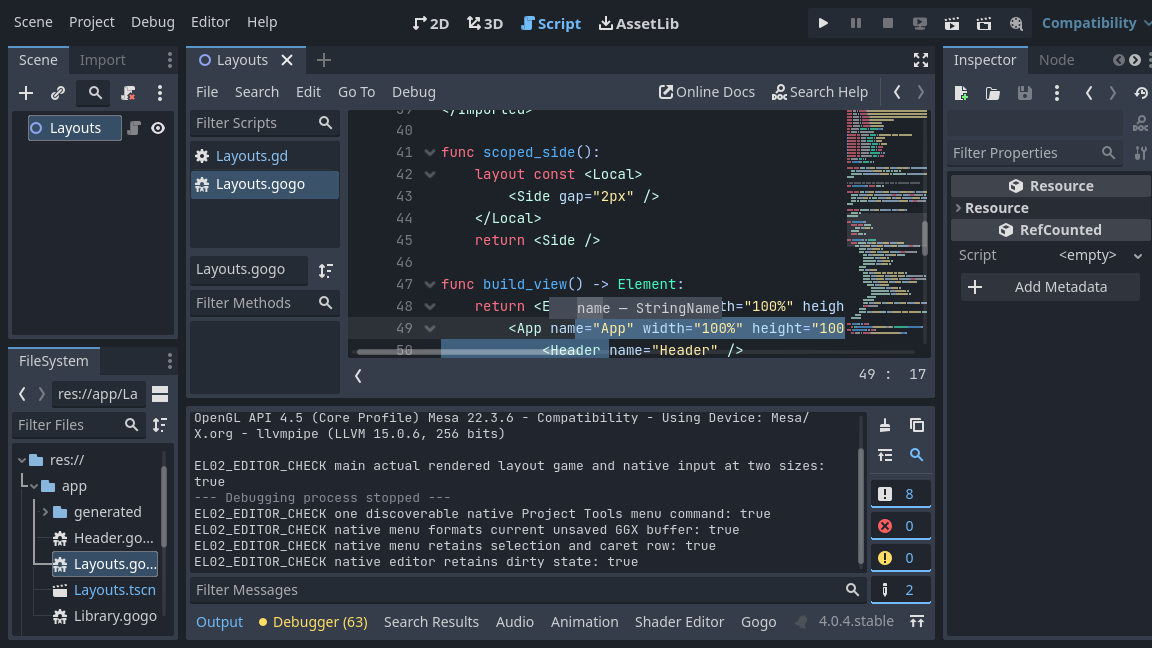 Scene Project Debug Editor Help 2D 3D Script AssetLib Compatibility
Scene Import
Layouts
Layouts
File Search Edit Go To Debug Online Docs Search Help
Filter Scripts
Layouts.gd
Layouts.gogo
Layouts.gogo
Filter Methods
39 </Imported>
40
41 func scoped_side():
42 layout const <Local>
43 <Side gap="2px" />
44 </Local>
45 return <Side />
46
47 func build_view() -> Element:
48 return <E name — StringName th="100%" heigh
49 <App name="App" width="100%" height="100
50 <Header name="Header" />
49 : 17
FileSystem
res://app/La
Filter Files
res://
app
generated
Header.go...
Layouts.go...
Layouts.tscn
Library.gogo
OpenGL API 4.5 (Core Profile) Mesa 22.3.6 - Compatibility - Using Device: Mesa/
X.org - llvmpipe (LLVM 15.0.6, 256 bits)
EL02_EDITOR_CHECK main actual rendered layout game and native input at two sizes:
true
--- Debugging process stopped ---
EL02_EDITOR_CHECK one discoverable native Project Tools menu command: true
EL02_EDITOR_CHECK native menu formats current unsaved GGX buffer: true
EL02_EDITOR_CHECK native menu retains selection and caret row: true
EL02_EDITOR_CHECK native editor retains dirty state: true
8
0
0
2
Filter Messages
Output Debugger (63) Search Results Audio Animation Shader Editor Gogo 4.0.4.stable
Inspector Node
DOC
Filter Properties
Resource
Resource
RefCounted
Script <empty>
Add Metadata